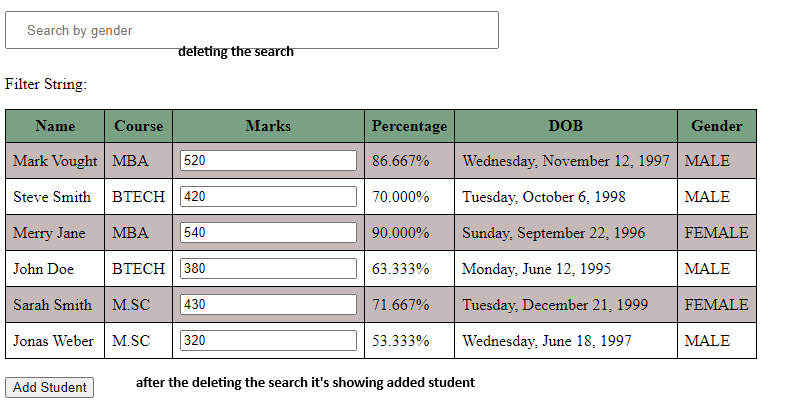 Search by gender
deleting the search
Filter String:
Name Course Marks Percentage DOB Gender
Mark Vought MBA 520 86.667% Wednesday, November 12, 1997 MALE
Steve Smith BTECH 420 70.000% Tuesday, October 6, 1998 MALE
Merry Jane MBA 540 90.000% Sunday, September 22, 1996 FEMALE
John Doe BTECH 380 63.333% Monday, June 12, 1995 MALE
Sarah Smith M.SC 430 71.667% Tuesday, December 21, 1999 FEMALE
Jonas Weber M.SC 320 53.333% Wednesday, June 18, 1997 MALE
Add Student after the deleting the search it's showing added student